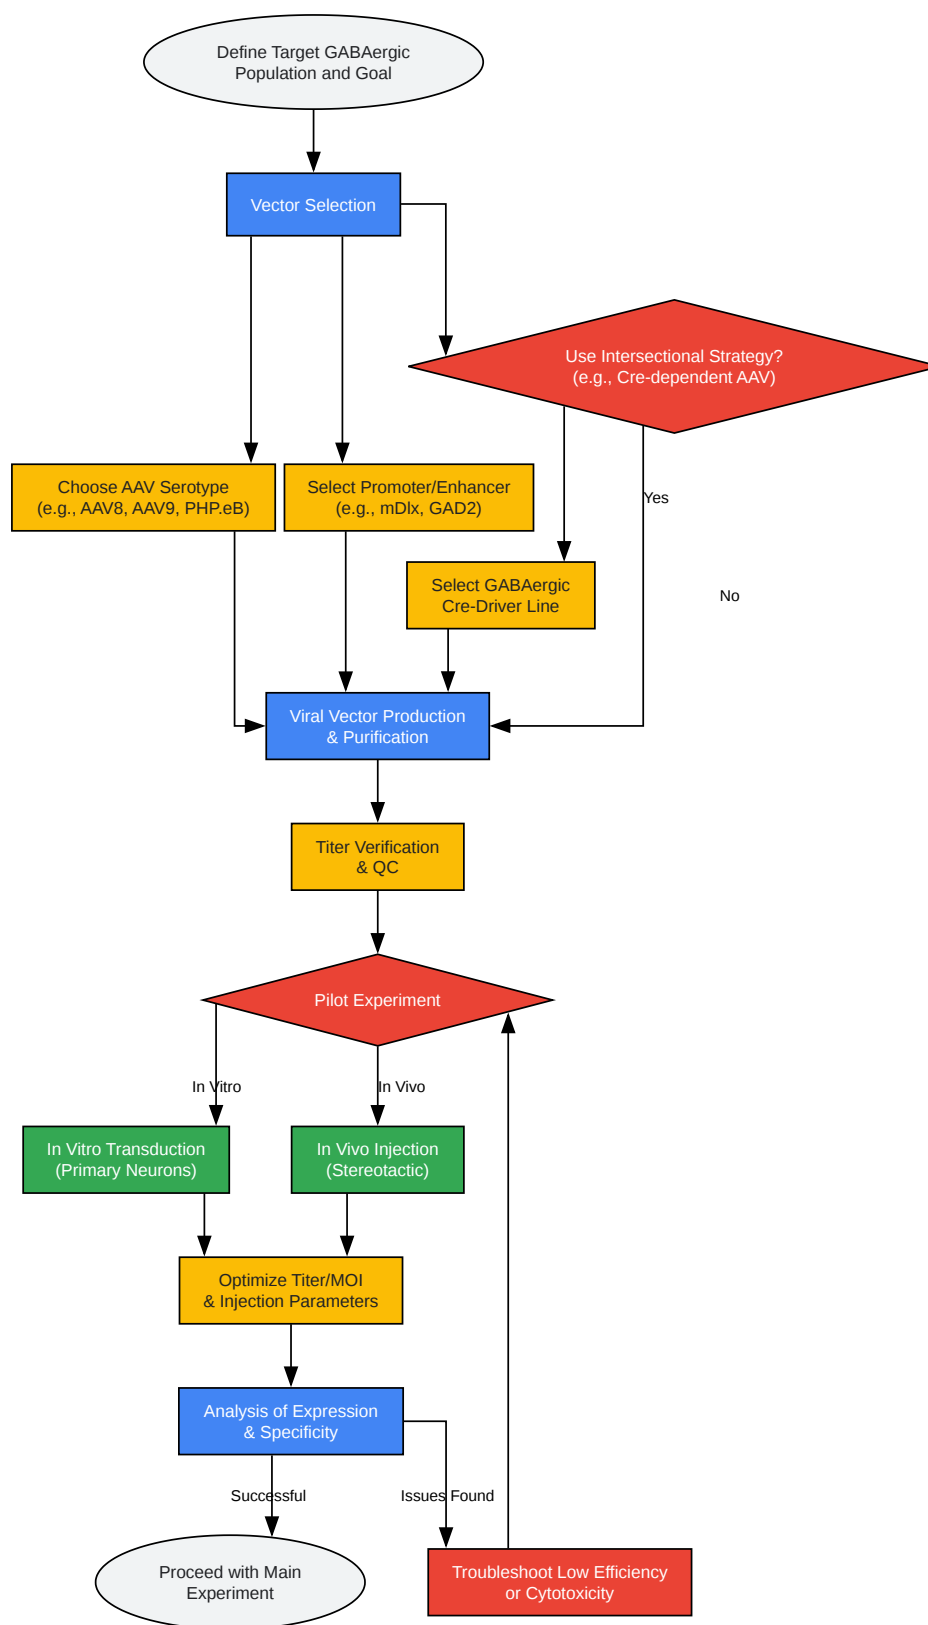 Define Target GABAergic
Population and Goal
Vector Selection
Use Intersectional Strategy?
(e.g., Cre-dependent AAV)
Choose AAV Serotype
(e.g., AAV8, AAV9, PHP.eB)
Select Promoter/Enhancer
(e.g., mDlx, GAD2)
Yes
Select GABAergic
Cre-Driver Line
No
Viral Vector Production
& Purification
Titer Verification
& QC
Pilot Experiment
In Vitro
In Vivo
In Vitro Transduction
(Primary Neurons)
In Vivo Injection
(Stereotactic)
Optimize Titer/MOI
& Injection Parameters
Analysis of Expression
& Specificity
Successful
Issues Found
Proceed with Main
Experiment
Troubleshoot Low Efficiency
or Cytotoxicity